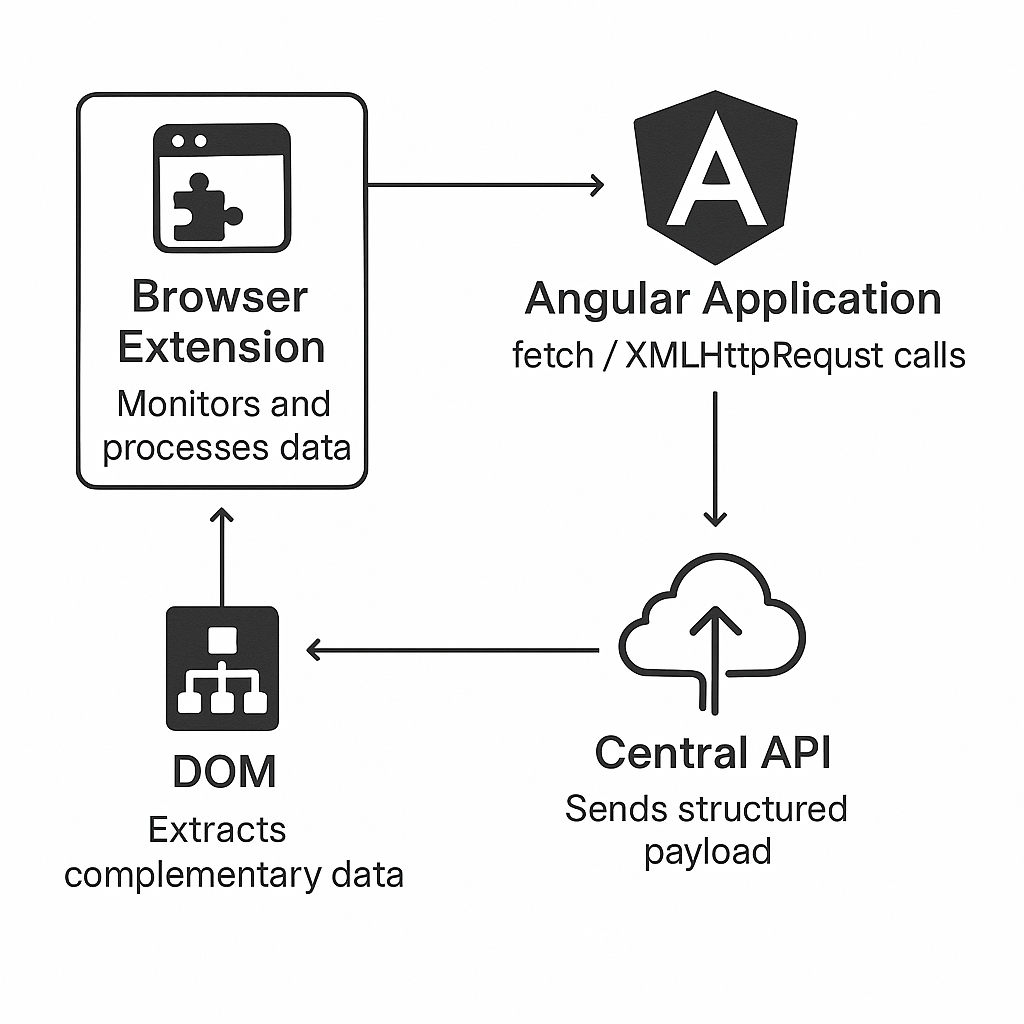 Browser
Extension
Monitors and
processes data
Angular Application
fetch / XMLHttpRequst calls
DOM
Extracts
complementary data
Central API
Sends structured
payload